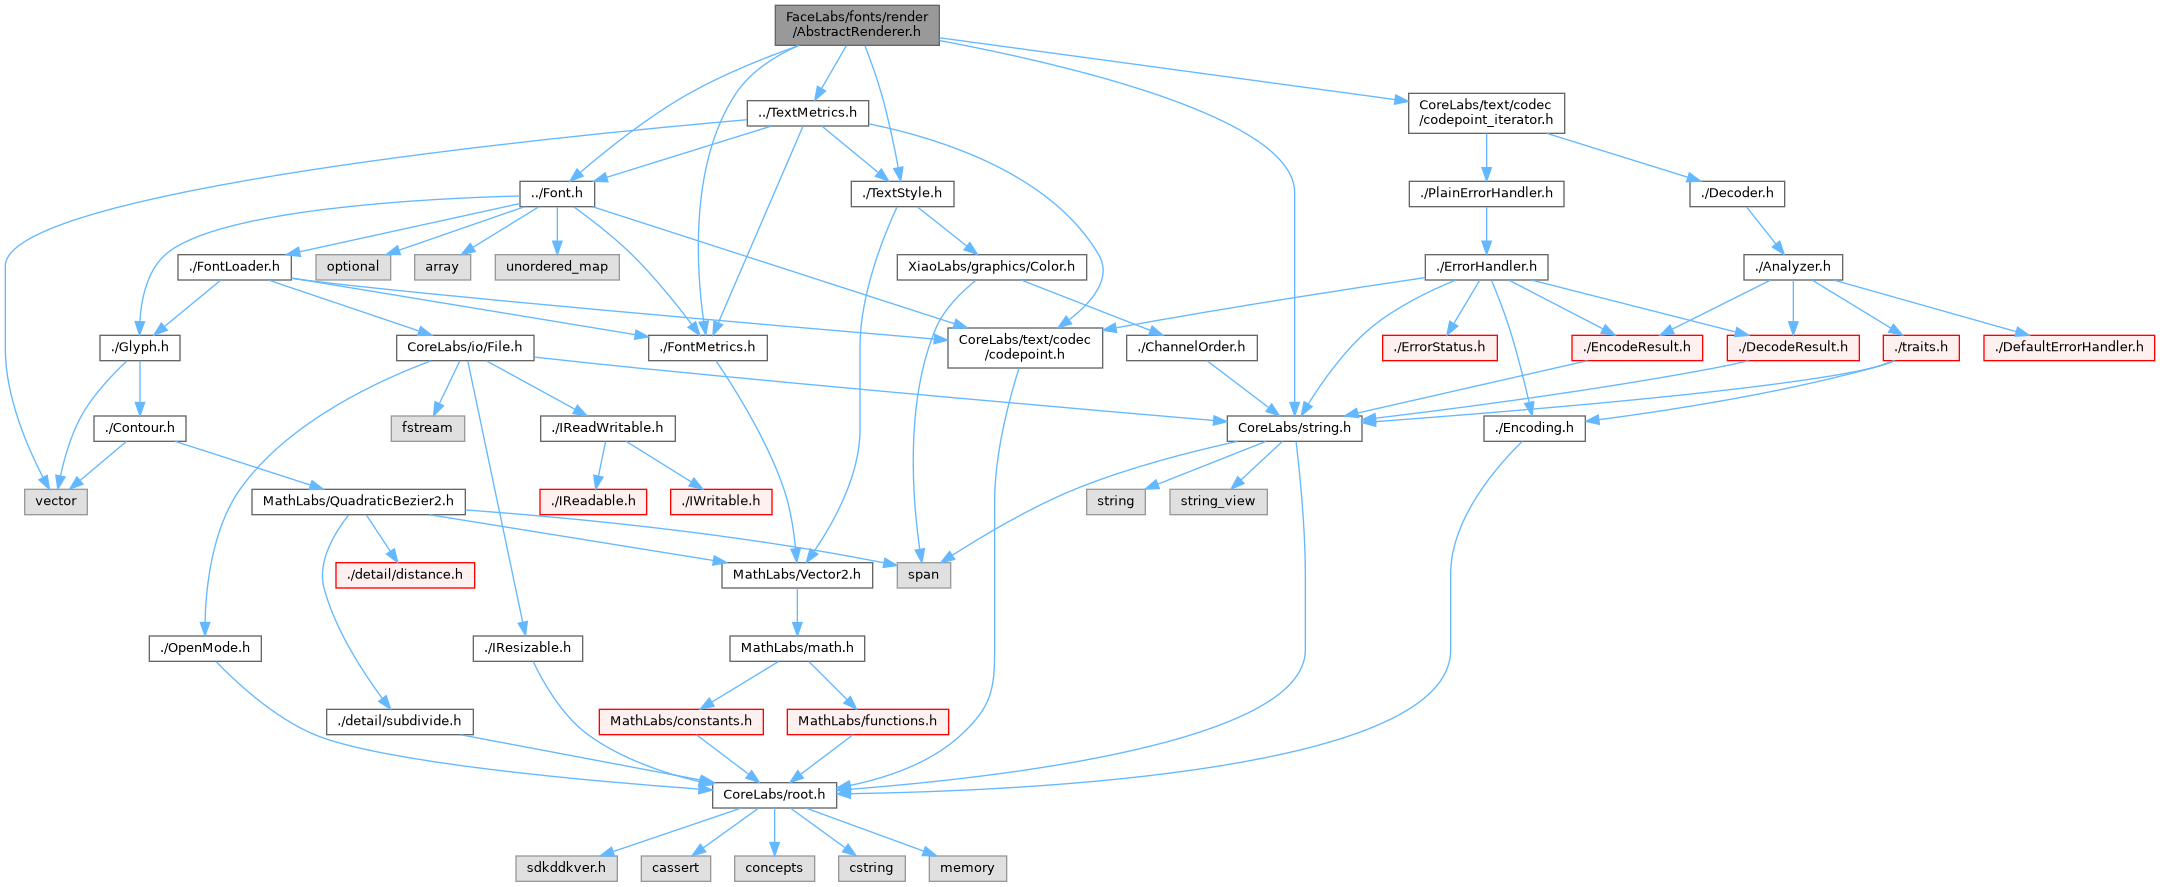 FaceLabs/fonts/render
/AbstractRenderer.h
../TextMetrics.h
CoreLabs/text/codec
/codepoint_iterator.h
../Font.h
./TextStyle.h
./PlainErrorHandler.h
./Decoder.h
./FontLoader.h
optional
array
unordered_map
XiaoLabs/graphics/Color.h
./ErrorHandler.h
./Analyzer.h
./Glyph.h
CoreLabs/io/File.h
./FontMetrics.h
CoreLabs/text/codec
/codepoint.h
./ChannelOrder.h
./ErrorStatus.h
./EncodeResult.h
./DecodeResult.h
./traits.h
./DefaultErrorHandler.h
./Contour.h
fstream
./IReadWritable.h
CoreLabs/string.h
./Encoding.h
vector
MathLabs/QuadraticBezier2.h
./IReadable.h
./IWritable.h
string
string_view
./detail/distance.h
MathLabs/Vector2.h
span
./OpenMode.h
./IResizable.h
MathLabs/math.h
./detail/subdivide.h
MathLabs/constants.h
MathLabs/functions.h
CoreLabs/root.h
sdkddkver.h
cassert
concepts
cstring
memory